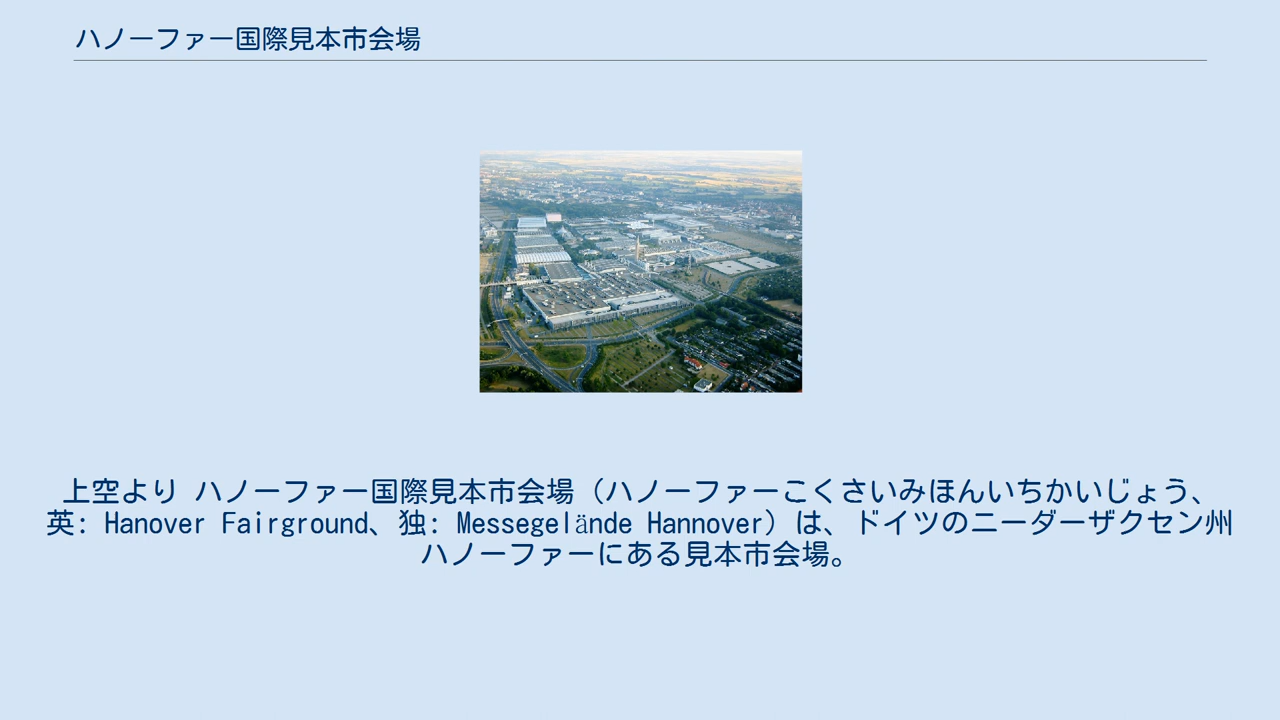 ハノーファー国際見本市会場
上空より ハノーファー国際見本市会場（ハノーファーこくさいみほんいちかいじょう、
英: Hanover Fairground、独: Messegelände Hannover）は、ドイツのニーダーザクセン州
ハノーファーにある見本市会場。